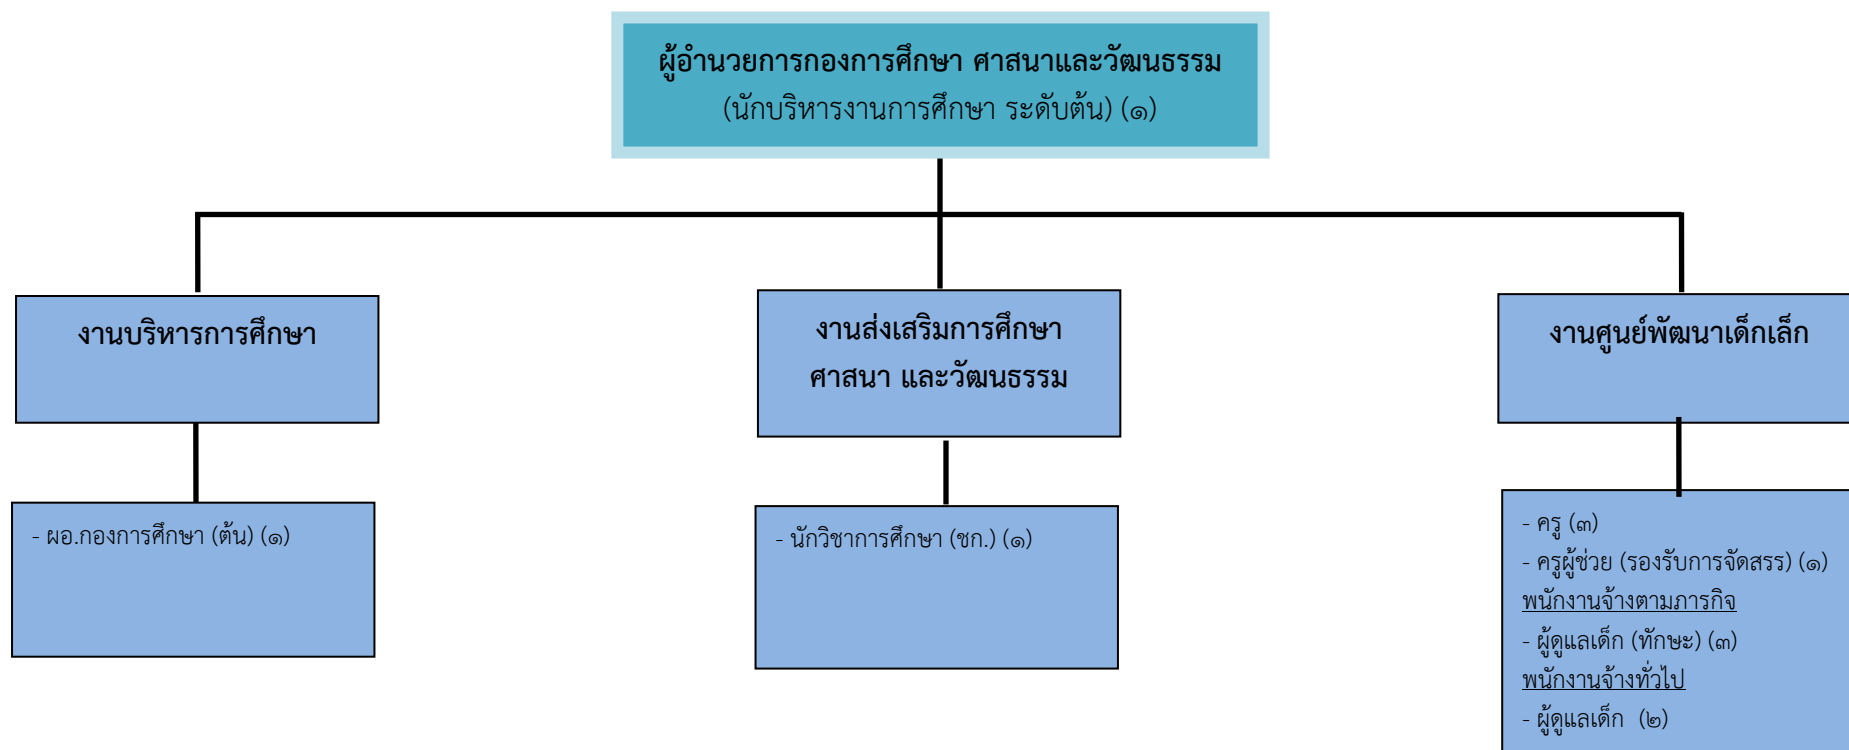 ผู้อำนวยการกองการศึกษา ศาสนาและวัฒนธรรม
(นักบริหารงานการศึกษา ระดับต้น) (๑)
งานบริหารการศึกษา
งานส่งเสริมการศึกษา
ศาสนา และวัฒนธรรม
งานศูนย์พัฒนาเด็กเล็ก
- ผอ.กองการศึกษา (ต้น) (๑)
- นักวิชาการศึกษา (ชก.) (๑)
- ครู (๓)
- ครูผู้ช่วย (รองรับการจัดสรร) (๑)
พนักงานจ้างตามภารกิจ
- ผู้ดูแลเด็ก (ทักษะ) (๓)
พนักงานจ้างทั่วไป
- ผู้ดูแลเด็ก (๒)